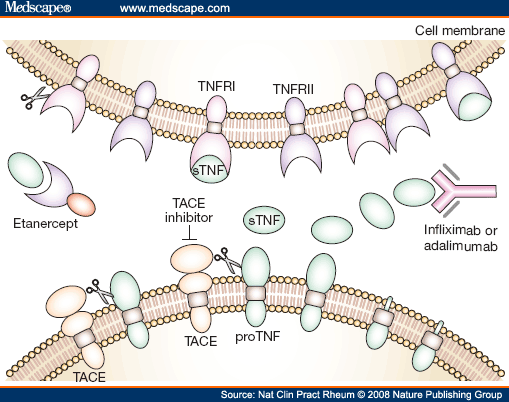 Medscape® www.medscape.com
Cell membrane
TNFRI
TNFRII
sTNF
Etanercept
TACE
inhibitor
sTNF
Infliximab or
adalimumab
TACE
proTNF
TACE
Source: Nat Clin Pract Rheum © 2008 Nature Publishing Group